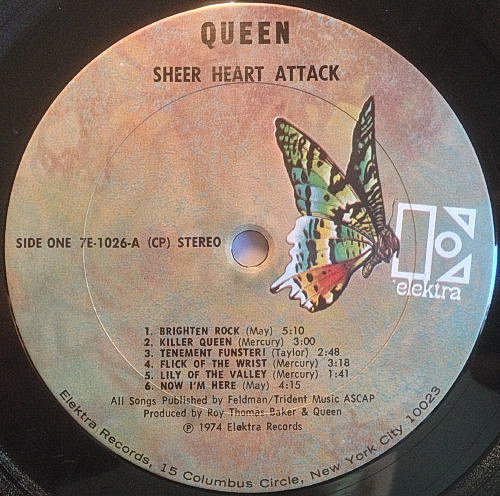 QUEEN
SHEER HEART ATTACK
SIDE ONE 7E-1026-A (CP) STEREO
elektra
1. BRIGHTEN ROCK (May) 5:10
2. KILLER QUEEN (Mercury) 3:00
3. TENEMENT FUNSTER! (Taylor) 2:48
4. FLICK OF THE WRIST (Mercury) 3:18
5. LILY OF THE VALLEY (Mercury) 1:41
6. NOW I'M HERE (May) 4:15
All Songs Published by Feldman/Trident Music ASCAP
Produced by Roy Thomas Baker & Queen
℗ 1974 Elektra Records
Elektra Records, 15 Columbus Circle, New York City 10023